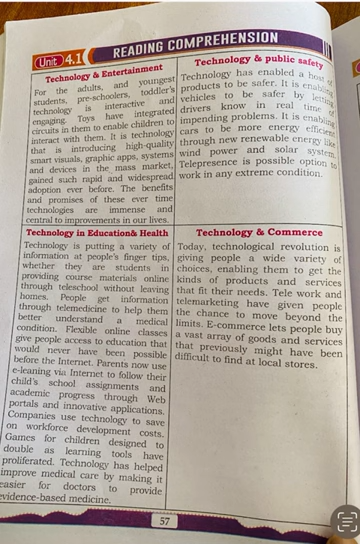 Unit 4.1
READING COMPREHENSION
Technology & Entertainment
For the adults, and youngest
students, pre-schoolers, toddler's
technology is interactive and
engaging. Toys have integrated
circuits in them to enable children to
interact with them. It is technology
that is introducing high-quality
smart visuals, graphic apps, systems
and devices in the mass market,
gained such rapid and widespread
adoption ever before. The benefits
and promises of these ever time
technologies are immense and
central to improvements in our lives.
Technology & public safety
Technology has enabled a host of
products to be safer. It is enabling
vehicles to be safer by letting
drivers know in real time of
impending problems. It is enabling
cars to be more energy efficient
through new renewable energy like
wind power and solar system.
Telepresence is possible option to
work in any extreme condition.
Technology in Education& Health
Technology is putting a variety of
information at people's finger tips,
whether they are students in
providing course materials online
through teleschool without leaving
homes. People get information
through telemedicine to help them
better understand a medical
condition. Flexible online classes
give people access to education that
would never have been possible
before the Internet. Parents now use
e-leaning via Internet to follow their
child's school assignments and
academic progress through Web
portals and innovative applications.
Companies use technology to save
on workforce development costs.
Games for children designed to
double as learning tools have
proliferated. Technology has helped
improve medical care by making it
easier for doctors to provide
evidence-based medicine.
Technology & Commerce
Today, technological revolution is
giving people a wide variety of
choices, enabling them to get the
kinds of products and services
that fit their needs. Tele work and
telemarketing have given people
the chance to move beyond the
limits. E-commerce lets people buy
a vast array of goods and services
that previously might have been
difficult to find at local stores.
57